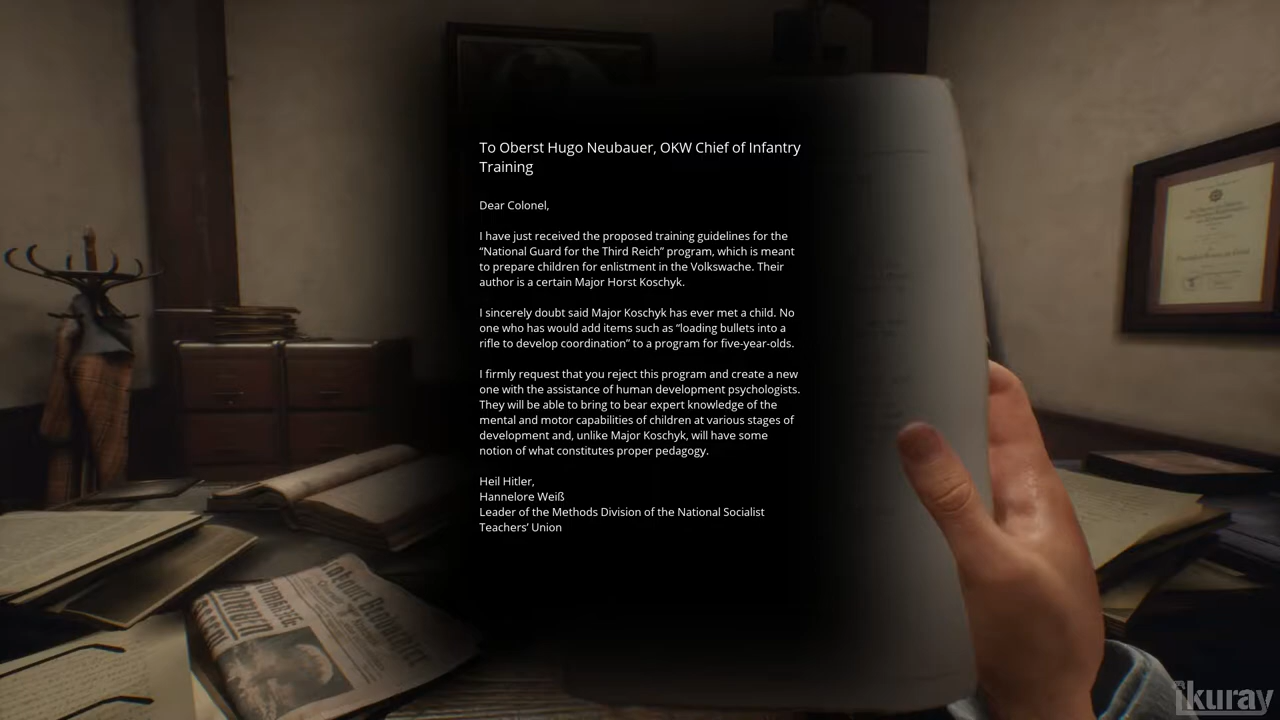 To Oberst Hugo Neubauer, OKW Chief of Infantry
Training
Dear Colonel,
I have just received the proposed training guidelines for the
“National Guard for the Third Reich” program, which is meant
to prepare children for enlistment in the Volkswache. Their
author is a certain Major Horst Koschyk.
I sincerely doubt said Major Koschyk has ever met a child. No
one who has would add items such as “loading bullets into a
rifle to develop coordination” to a program for five-year-olds.
I firmly request that you reject this program and create a new
one with the assistance of human development psychologists.
They will be able to bring to bear expert knowledge of the
mental and motor capabilities of children at various stages of
development and, unlike Major Koschyk, will have some
notion of what constitutes proper pedagogy.
Heil Hitler,
Hannelore Weiß
Leader of the Methods Division of the National Socialist
Teachers’ Union
ikuray